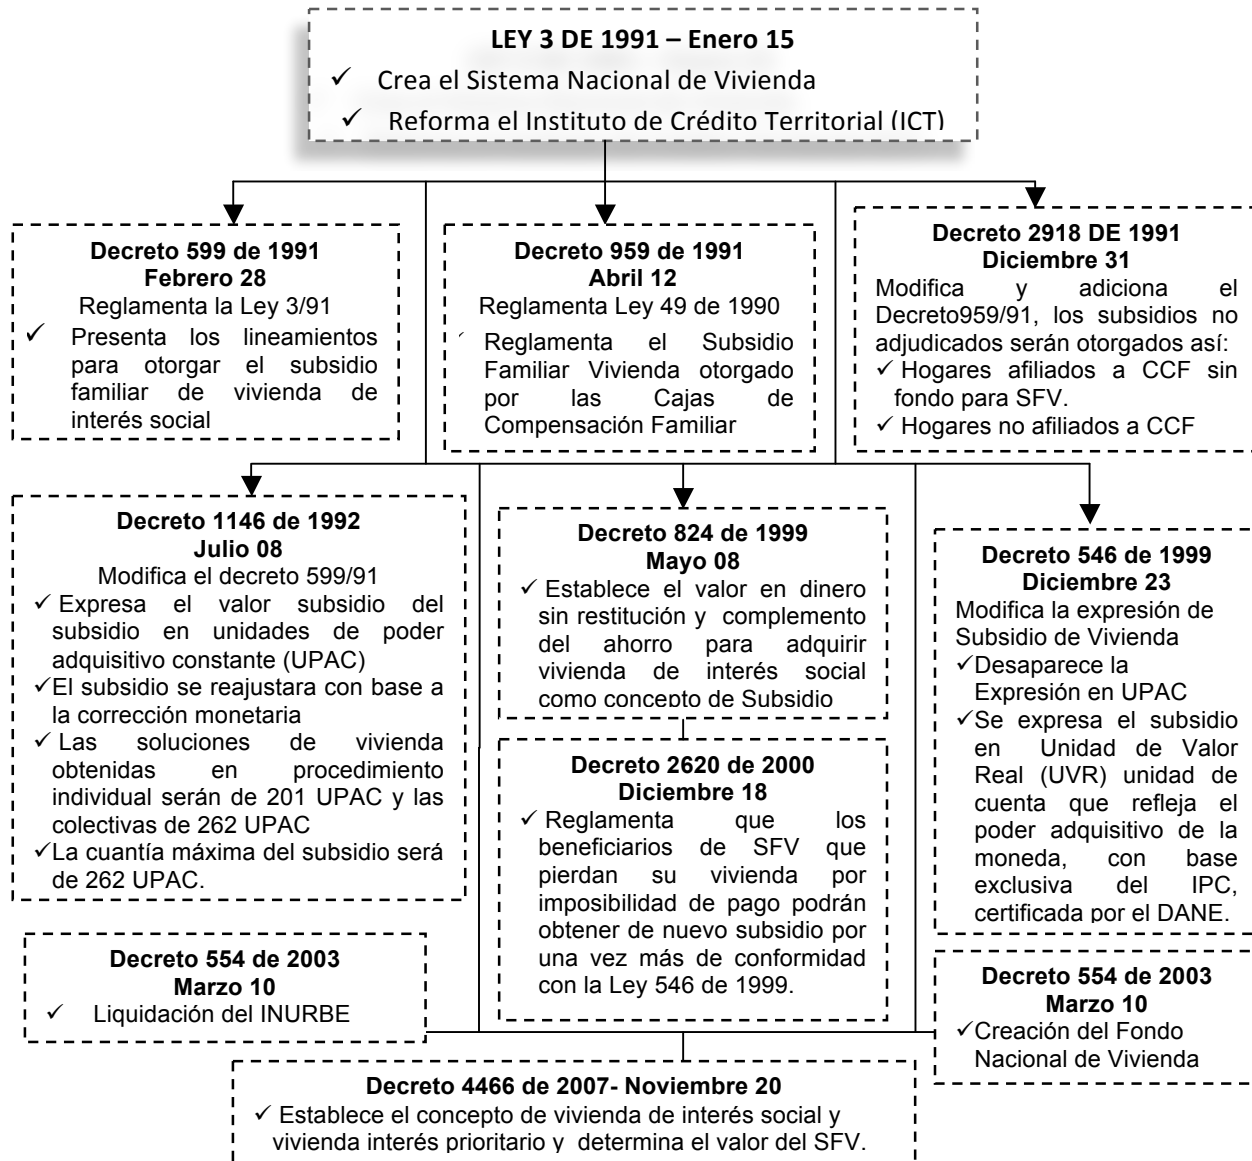 LEY 3 DE 1991 – Enero 15
✓ Crea el Sistema Nacional de Vivienda
✓ Reforma el Instituto de Crédito Territorial (ICT)
Decreto 599 de 1991
Febrero 28
Reglamenta la Ley 3/91
✓ Presenta los lineamientos
para otorgar el subsidio
familiar de vivienda de
interés social
Decreto 959 de 1991
Abril 12
Reglamenta Ley 49 de 1990
✓ Reglamenta el Subsidio
Familiar Vivienda otorgado
por las Cajas de
Compensación Familiar
Decreto 2918 DE 1991
Diciembre 31
Modifica y adiciona el
Decreto959/91, los subsidios no
adjudicados serán otorgados así:
✓ Hogares afiliados a CCF sin
fondo para SFV.
✓ Hogares no afiliados a CCF
Decreto 1146 de 1992
Julio 08
Modifica el decreto 599/91
✓ Expresa el valor subsidio del
subsidio en unidades de poder
adquisitivo constante (UPAC)
✓ El subsidio se reajustara con base a
la corrección monetaria
✓ Las soluciones de vivienda
obtenidas en procedimiento
individual serán de 201 UPAC y las
colectivas de 262 UPAC
✓ La cuantía máxima del subsidio será
de 262 UPAC.
Decreto 824 de 1999
Mayo 08
✓ Establece el valor en dinero
sin restitución y complemento
del ahorro para adquirir
vivienda de interés social
como concepto de Subsidio
Decreto 546 de 1999
Diciembre 23
Modifica la expresión de
Subsidio de Vivienda
✓ Desaparece la
Expresión en UPAC
✓ Se expresa el subsidio
en Unidad de Valor
Real (UVR) unidad de
cuenta que refleja el
poder adquisitivo de la
moneda, con base
exclusiva del IPC,
certificada por el DANE.
Decreto 2620 de 2000
Diciembre 18
✓ Reglamenta que los
beneficiarios de SFV que
pierdan su vivienda por
imposibilidad de pago podrán
obtener de nuevo subsidio por
una vez más de conformidad
con la Ley 546 de 1999.
Decreto 554 de 2003
Marzo 10
✓ Liquidación del INURBE
Decreto 554 de 2003
Marzo 10
✓ Creación del Fondo
Nacional de Vivienda
Decreto 4466 de 2007- Noviembre 20
✓ Establece el concepto de vivienda de interés social y
vivienda interés prioritario y determina el valor del SFV.